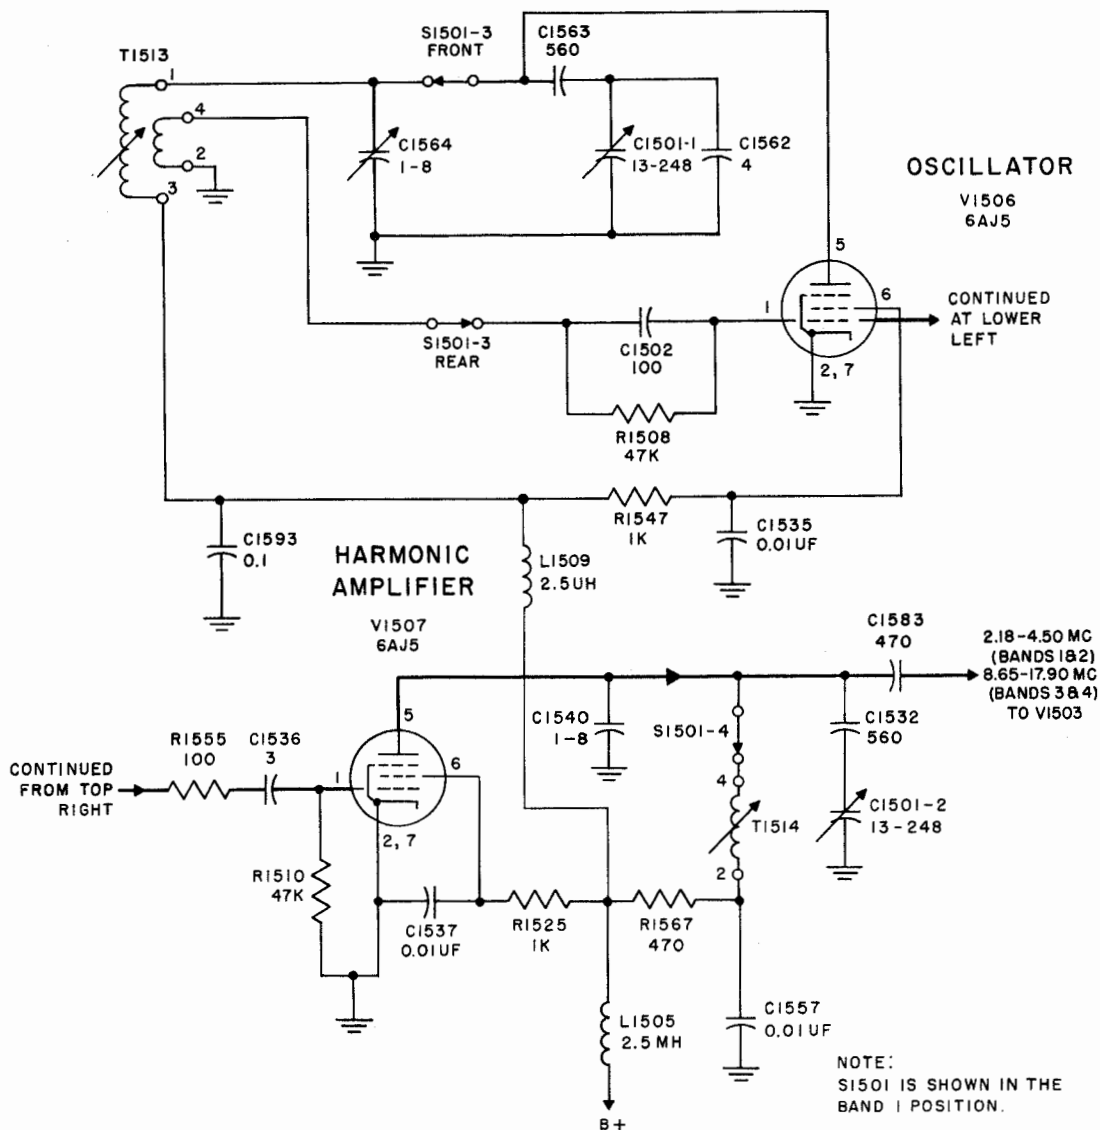 T1513
1
4
2
3
S1501-3
FRONT
C1563
560
C1564
1-8
C1501-1
13-248
C1562
4
OSCILLATOR
V1506
6AJ5
5
6
1
2, 7
CONTINUED
AT LOWER
LEFT
S1501-3
REAR
C1502
100
R1508
47K
R1547
1K
C1535
0.01UF
C1593
0.1
HARMONIC
AMPLIFIER
V1507
6AJ5
L1509
2.5UH
C1583
470
2.18-4.50 MC
(BANDS 1&2)
8.65-17.90 MC
(BANDS 3&4)
TO V1503
C1540
1-8
S1501-4
C1532
560
5
6
1
2, 7
R1555
100
C1536
3
CONTINUED
FROM TOP
RIGHT
4
T1514
2
C1501-2
13-248
R1510
47K
C1537
0.01UF
R1525
1K
R1567
470
L1505
2.5MH
C1557
0.01UF
B+
NOTE:
S1501 IS SHOWN IN THE
BAND 1 POSITION.